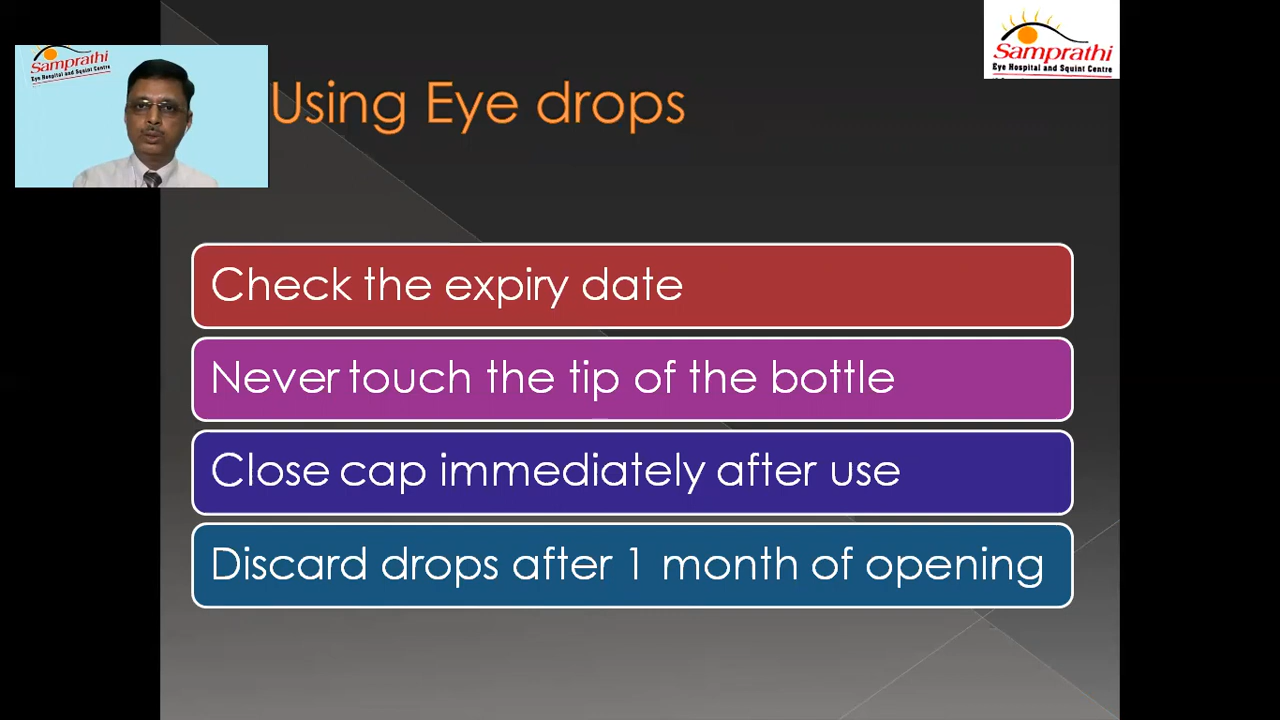 Samprathi
Eye Hospital and Squint Centre
Samprathi
Eye Hospital and Squint Centre
Using Eye drops
Check the expiry date
Never touch the tip of the bottle
Close cap immediately after use
Discard drops after 1 month of opening